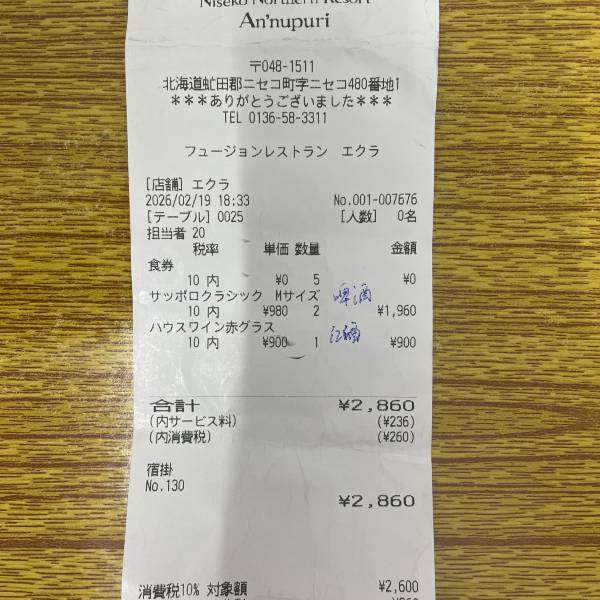 Niseko Northern Resort
An'nupuri
〒048-1511
北海道虻田郡ニセコ町字ニセコ480番地1
***ありがとうございました***
TEL 0136-58-3311
フュージョンレストラン エクラ
[店舗] エクラ
2026/02/19 18:33 No.001-007676
[テーブル] 0025 [人数] 0名
担当者 20
税率 単価 数量 金額
食券
10 内 ¥0 5 ¥0
サッポロクラシック Mサイズ 啤酒
10 内 ¥980 2 ¥1,960
ハウスワイン赤グラス 红酒
10 内 ¥900 1 ¥900
合計 ¥2,860
(内サービス料) (¥236)
(内消費税) (¥260)
宿掛
No.130
¥2,860
消費税10% 対象額 ¥2,600